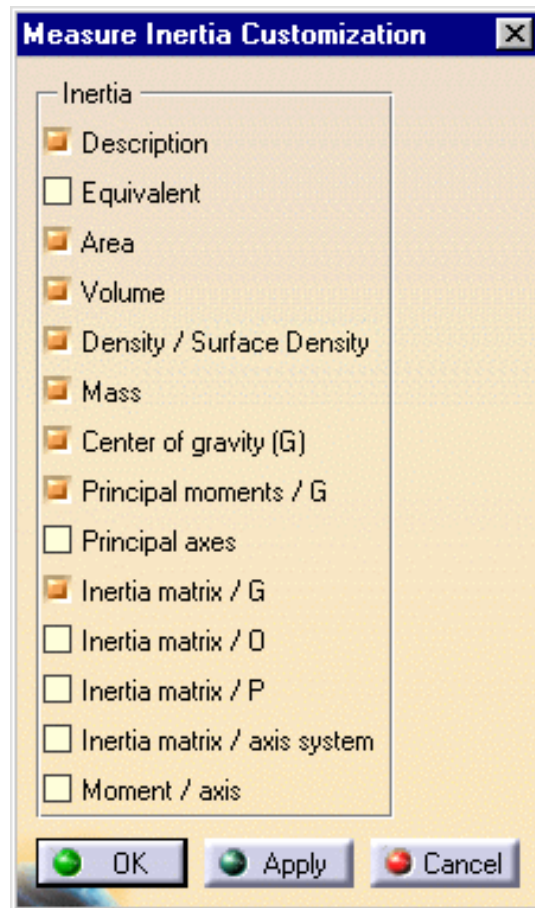 Measure Inertia Customization
Inertia
Description
Equivalent
Area
Volume
Density / Surface Density
Mass
Center of gravity (G)
Principal moments / G
Principal axes
Inertia matrix / G
Inertia matrix / O
Inertia matrix / P
Inertia matrix / axis system
Moment / axis
OK Apply Cancel